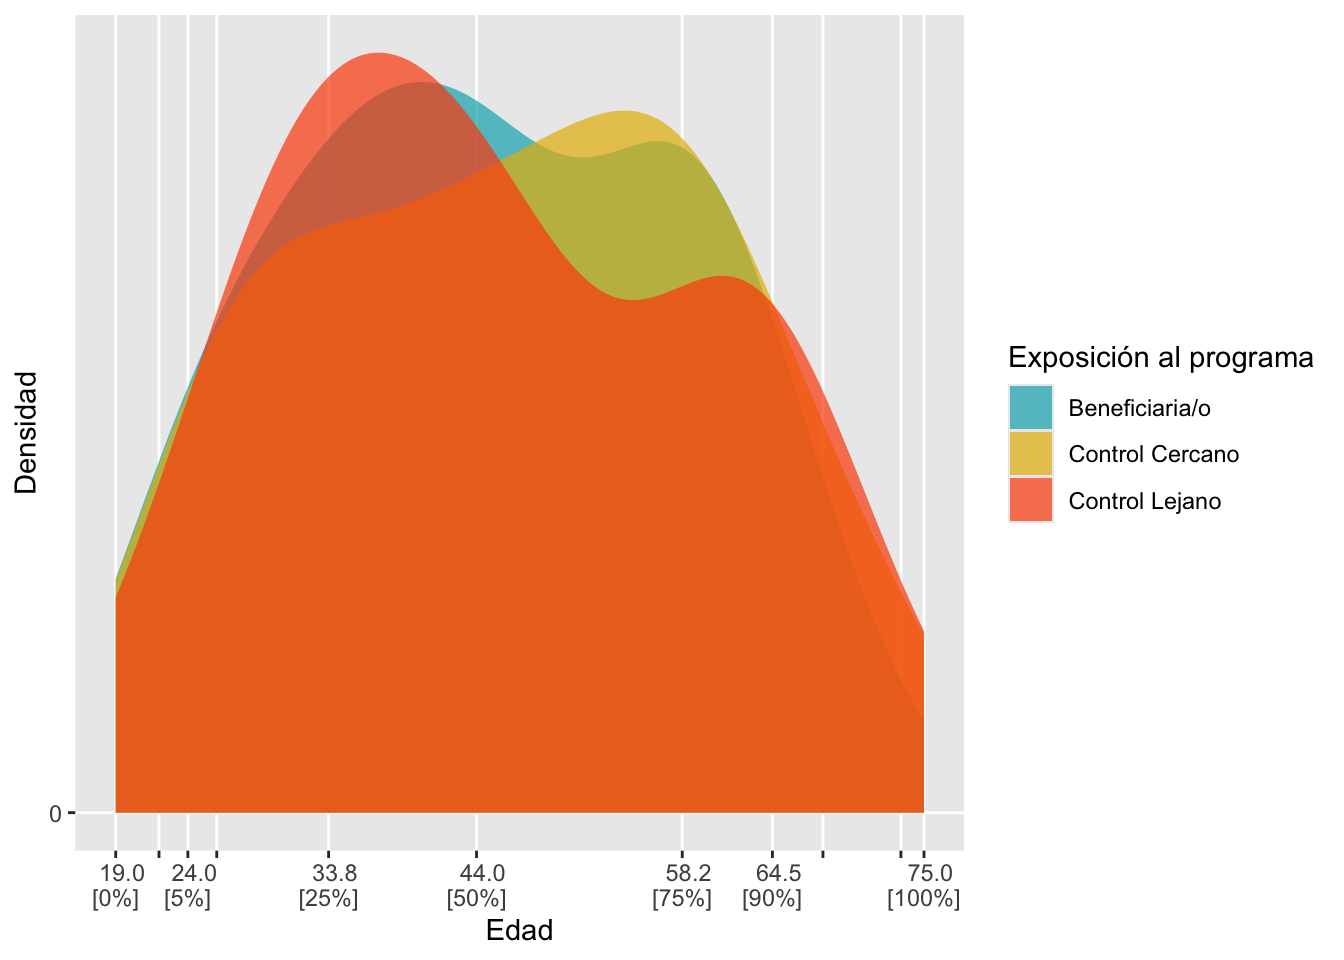 Densidad
0
19.0 24.0 33.8 44.0 58.2 64.5 75.0
[0%] [5%] [25%] [50%] [75%] [90%] [100%]
Edad
Exposición al programa
Beneficiaria/o
Control Cercano
Control Lejano